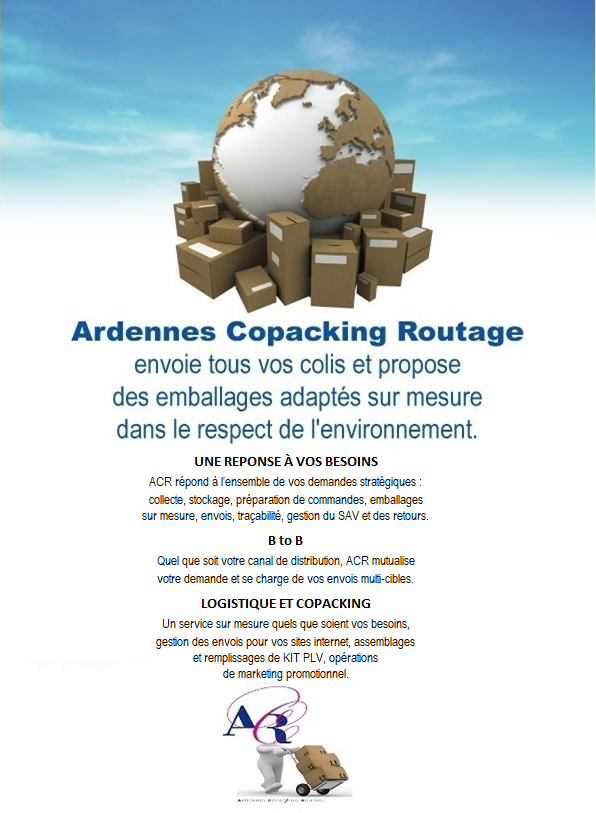 Ardennes Copacking Routage
envoie tous vos colis et propose
des emballages adaptés sur mesure
dans le respect de l'environnement.
UNE REPONSE À VOS BESOINS
ACR répond à l'ensemble de vos demandes stratégiques :
collecte, stockage, préparation de commandes, emballages
sur mesure, envois, traçabilité, gestion du SAV et des retours.
B to B
Quel que soit votre canal de distribution, ACR mutualise
votre demande et se charge de vos envois multi-cibles.
LOGISTIQUE ET COPACKING
Un service sur mesure quels que soient vos besoins,
gestion des envois pour vos sites internet, assemblages
et remplissages de KIT PLV, opérations
de marketing promotionnel.
ACR
ARDENNES COPACKING ROUTAGE